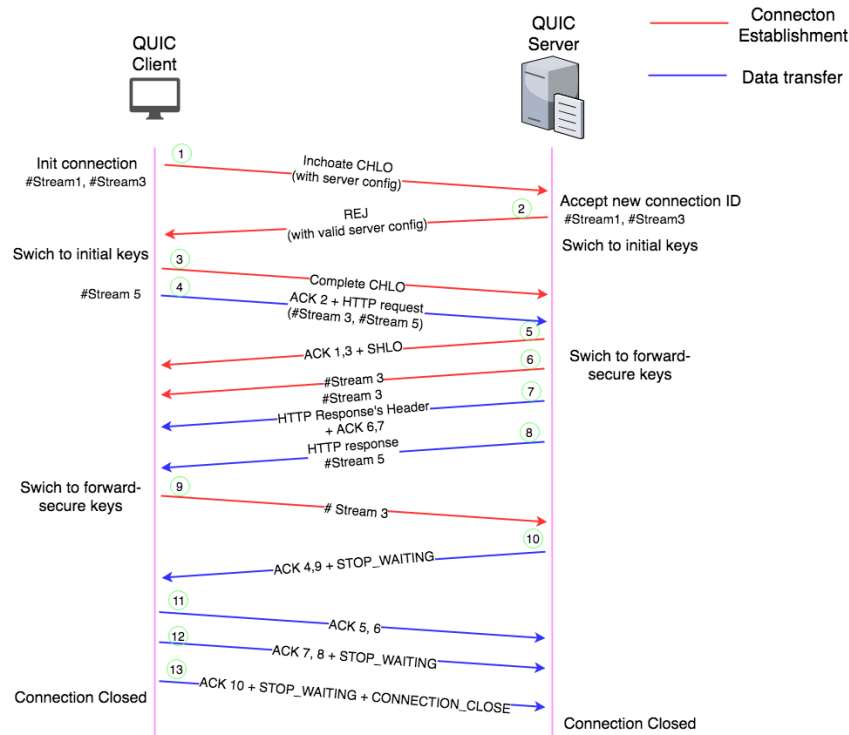 QUIC
Client
QUIC
Server
Connecton
Establishment
Data transfer
1
Init connection
#Stream1, #Stream3
Inchoate CHLO
(with server config)
2
Accept new connection ID
#Stream1, #Stream3
REJ
(with valid server config)
Swich to initial keys
Swich to initial keys
3
Complete CHLO
4
#Stream 5
ACK 2 + HTTP request
(#Stream 3, #Stream 5)
5
ACK 1,3 + SHLO
Swich to forward-
secure keys
6
#Stream 3
#Stream 3
7
HTTP Response's Header
+ ACK 6,7
8
HTTP response
#Stream 5
Swich to forward-
secure keys
9
# Stream 3
10
ACK 4,9 + STOP_WAITING
11
ACK 5, 6
12
ACK 7, 8 + STOP_WAITING
13
ACK 10 + STOP_WAITING + CONNECTION_CLOSE
Connection Closed
Connection Closed